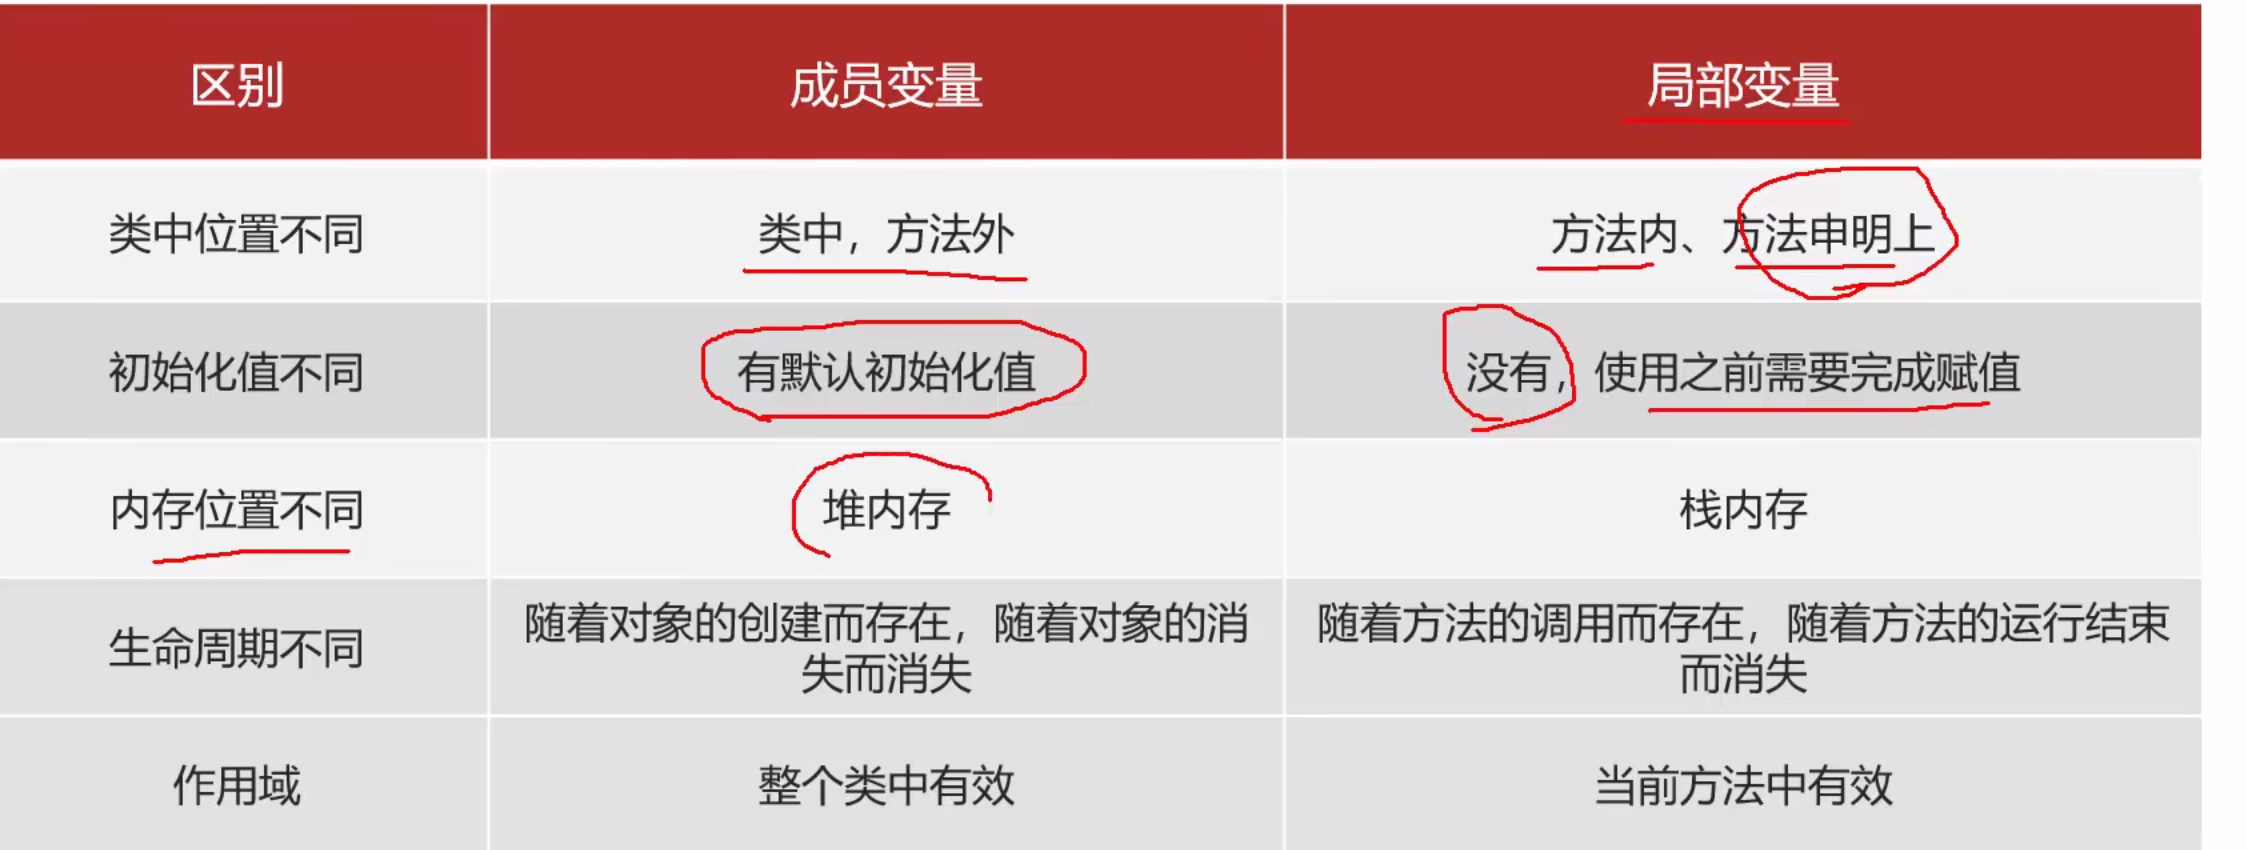 区别
成员变量
局部变量
类中位置不同
类中，方法外
方法内、方法申明上
初始化值不同
有默认初始化值
没有，使用之前需要完成赋值
内存位置不同
堆内存
栈内存
生命周期不同
随着对象的创建而存在，随着对象的消
失而消失
随着方法的调用而存在，随着方法的运行结束
而消失
作用域
整个类中有效
当前方法中有效